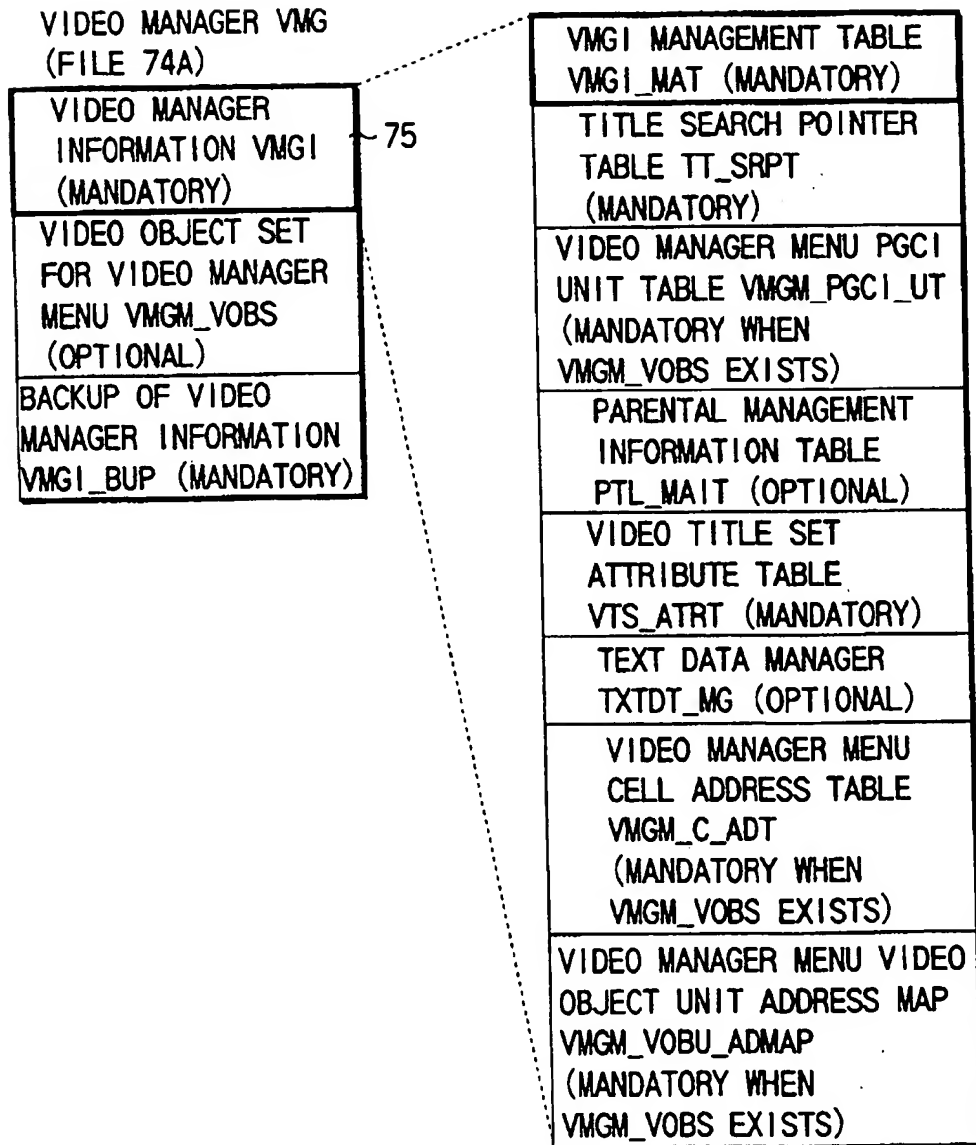 VIDEO MANAGER VMG
(FILE 74A)
VIDEO MANAGER
INFORMATION VMGI
(MANDATORY)
75
VIDEO OBJECT SET
FOR VIDEO MANAGER
MENU VMGM_VOBS
(OPTIONAL)
BACKUP OF VIDEO
MANAGER INFORMATION
VMGI_BUP (MANDATORY)
VMGI MANAGEMENT TABLE
VMGI_MAT (MANDATORY)
TITLE SEARCH POINTER
TABLE TT_SRPT
(MANDATORY)
VIDEO MANAGER MENU PGCI
UNIT TABLE VMGM_PGCI_UT
(MANDATORY WHEN
VMGM_VOBS EXISTS)
PARENTAL MANAGEMENT
INFORMATION TABLE
PTL_MAIT (OPTIONAL)
VIDEO TITLE SET
ATTRIBUTE TABLE
VTS_ATRT (MANDATORY)
TEXT DATA MANAGER
TXTDT_MG (OPTIONAL)
VIDEO MANAGER MENU
CELL ADDRESS TABLE
VMGM_C_ADT
(MANDATORY WHEN
VMGM_VOBS EXISTS)
VIDEO MANAGER MENU VIDEO
OBJECT UNIT ADDRESS MAP
VMGM_VOBU_ADMAP
(MANDATORY WHEN
VMGM_VOBS EXISTS)